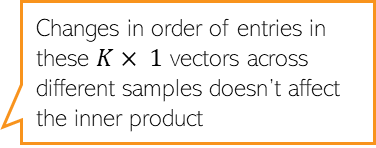 Changes in order of entries in
these K × 1 vectors across
different samples doesn't affect
the inner product